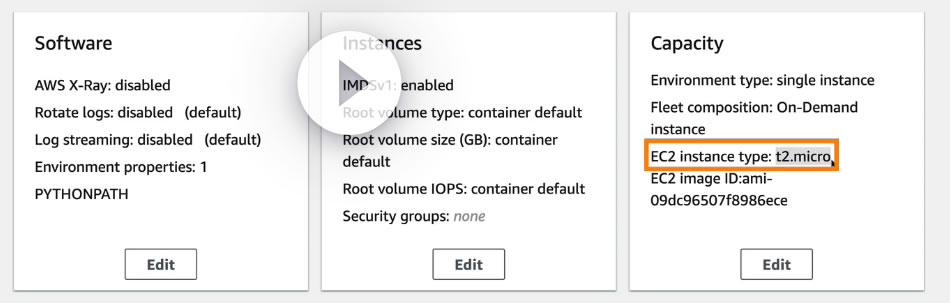 Software
AWS X-Ray: disabled
Rotate logs: disabled (default)
Log streaming: disabled (default)
Environment properties: 1
PYTHONPATH
Edit
Instances
IMDSv1: enabled
Root volume type: container default
Root volume size (GB): container
default
Root volume IOPS: container default
Security groups: none
Edit
Capacity
Environment type: single instance
Fleet composition: On-Demand
instance
EC2 instance type: t2.micro
EC2 image ID:ami-
09dc96507f8986ece
Edit